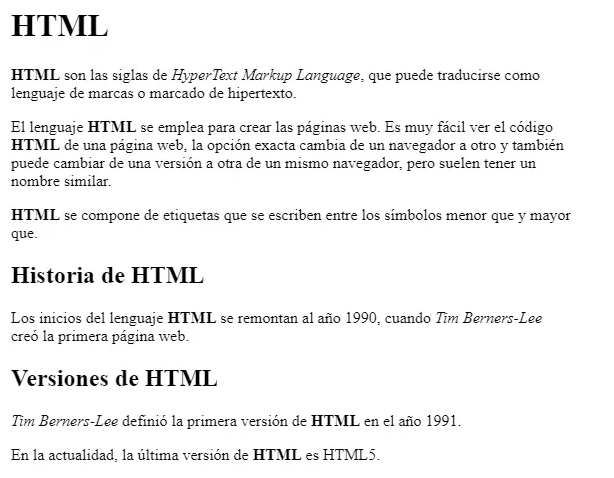 HTML
HTML son las siglas de HyperText Markup Language, que puede traducirse como
lenguaje de marcas o marcado de hipertexto.
El lenguaje HTML se emplea para crear las páginas web. Es muy fácil ver el código
HTML de una página web, la opción exacta cambia de un navegador a otro y también
puede cambiar de una versión a otra de un mismo navegador, pero suelen tener un
nombre similar.
HTML se compone de etiquetas que se escriben entre los símbolos menor que y mayor
que.
Historia de HTML
Los inicios del lenguaje HTML se remontan al año 1990, cuando Tim Berners-Lee
creó la primera página web.
Versiones de HTML
Tim Berners-Lee definió la primera versión de HTML en el año 1991.
En la actualidad, la última versión de HTML es HTML5.